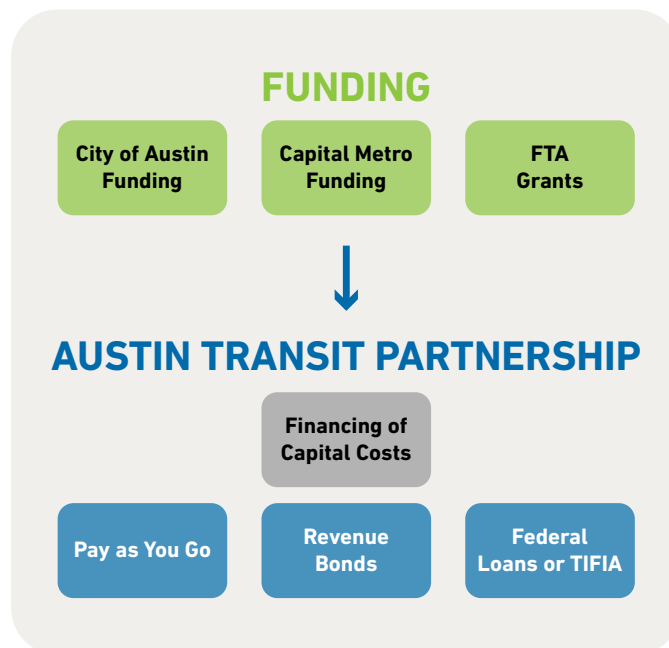 FUNDING
City of Austin
Funding
Capital Metro
Funding
FTA
Grants
AUSTIN TRANSIT PARTNERSHIP
Financing of
Capital Costs
Pay as You Go
Revenue
Bonds
Federal
Loans or TIFIA